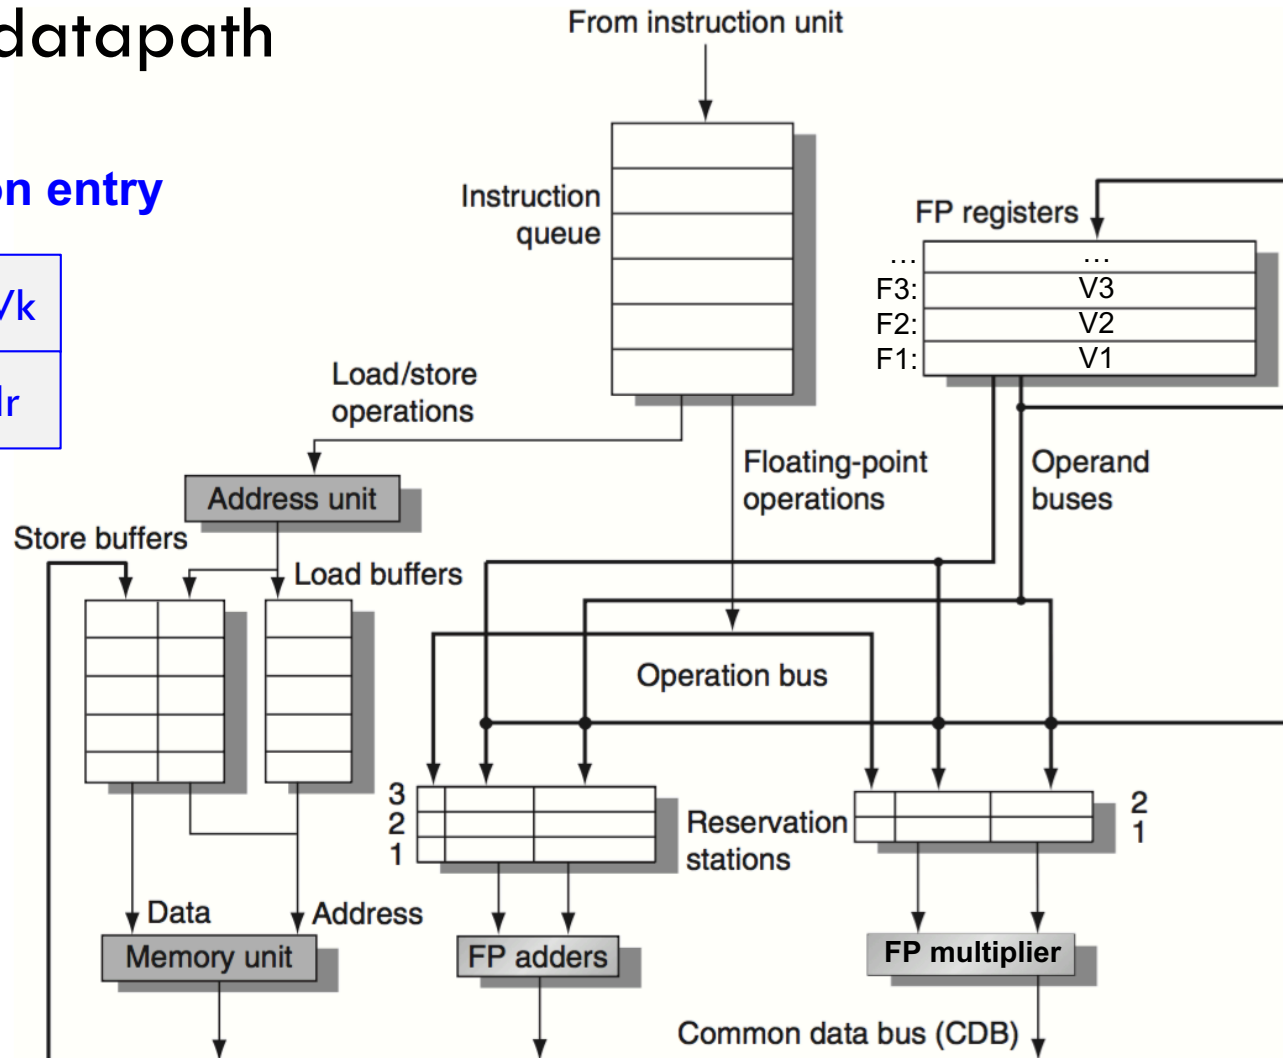 datapath
From instruction unit
on entry
Instruction
queue
FP registers
... ...
F3: V3
F2: V2
F1: V1
Vk
Load/store
operations
Floating-point
operations
Operand
buses
Address unit
Store buffers
Load buffers
Operation bus
3
2
1
Reservation
stations
2
1
Data
Address
Memory unit
FP adders
FP multiplier
Common data bus (CDB)